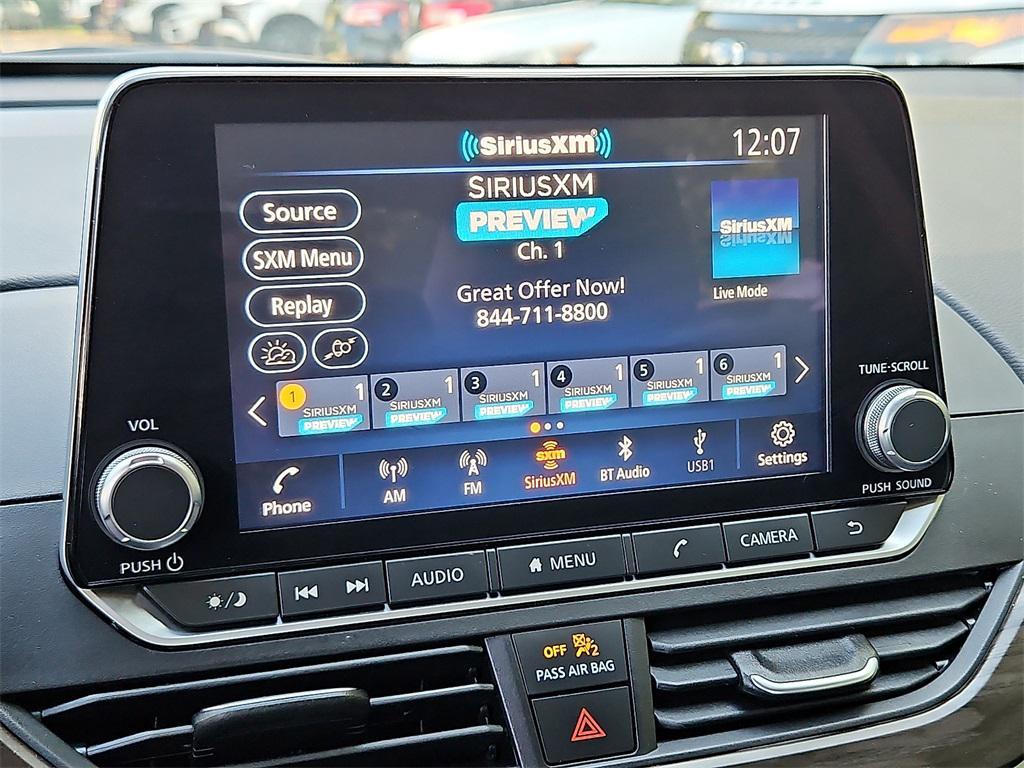 SiriusXM®
12:07
SIRIUSXM
PREVIEW
Ch. 1
Great Offer Now!
844-711-8800
Source
SXM Menu
Replay
SiriusXM
Live Mode
1 1 SIRIUSXM PREVIEW
2 1 SIRIUSXM PREVIEW
3 1 SIRIUSXM PREVIEW
4 1 SIRIUSXM PREVIEW
5 1 SIRIUSXM PREVIEW
6 1 SIRIUSXM PREVIEW
Phone
AM
FM
sxm
SiriusXM
BT Audio
USB1
Settings
VOL
PUSH
TUNE·SCROLL
PUSH SOUND
AUDIO
MENU
CAMERA
OFF 2
PASS AIR BAG